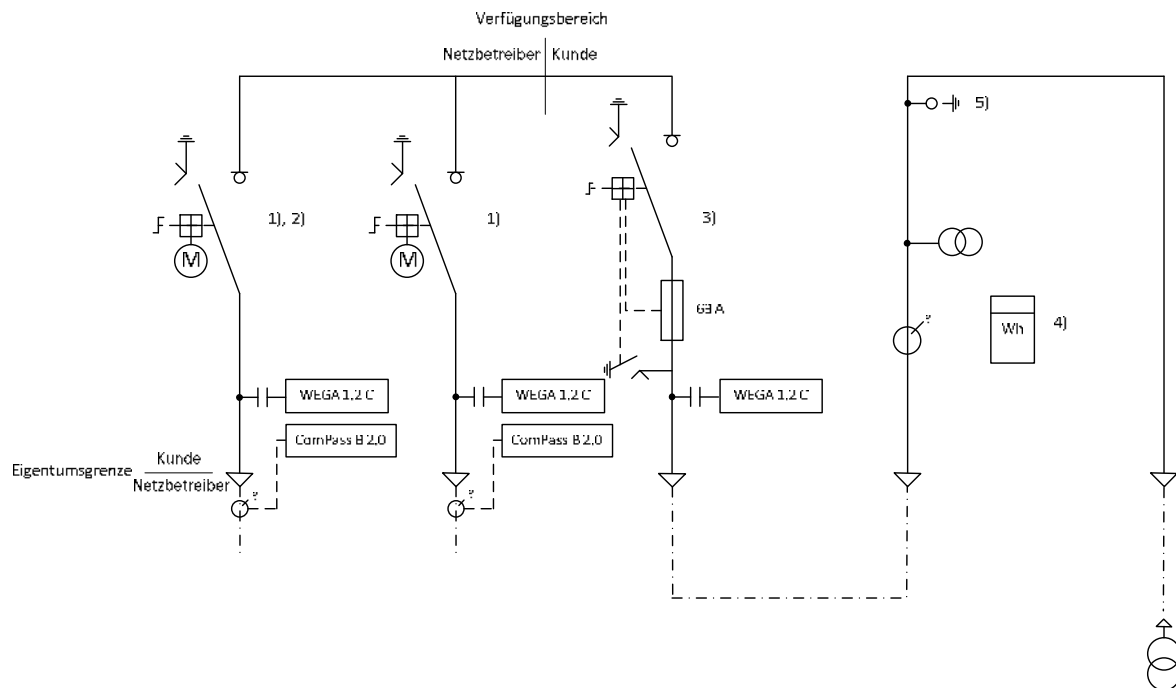 Verfügungsbereich
Netzbetreiber Kunde
5)
1), 2)
1)
3)
M
M
63 A
Wh
4)
WEGA 1,2 C
WEGA 1,2 C
WEGA 1,2 C
ComPass B 2,0
ComPass B 2,0
Eigentumsgrenze
Kunde
Netzbetreiber